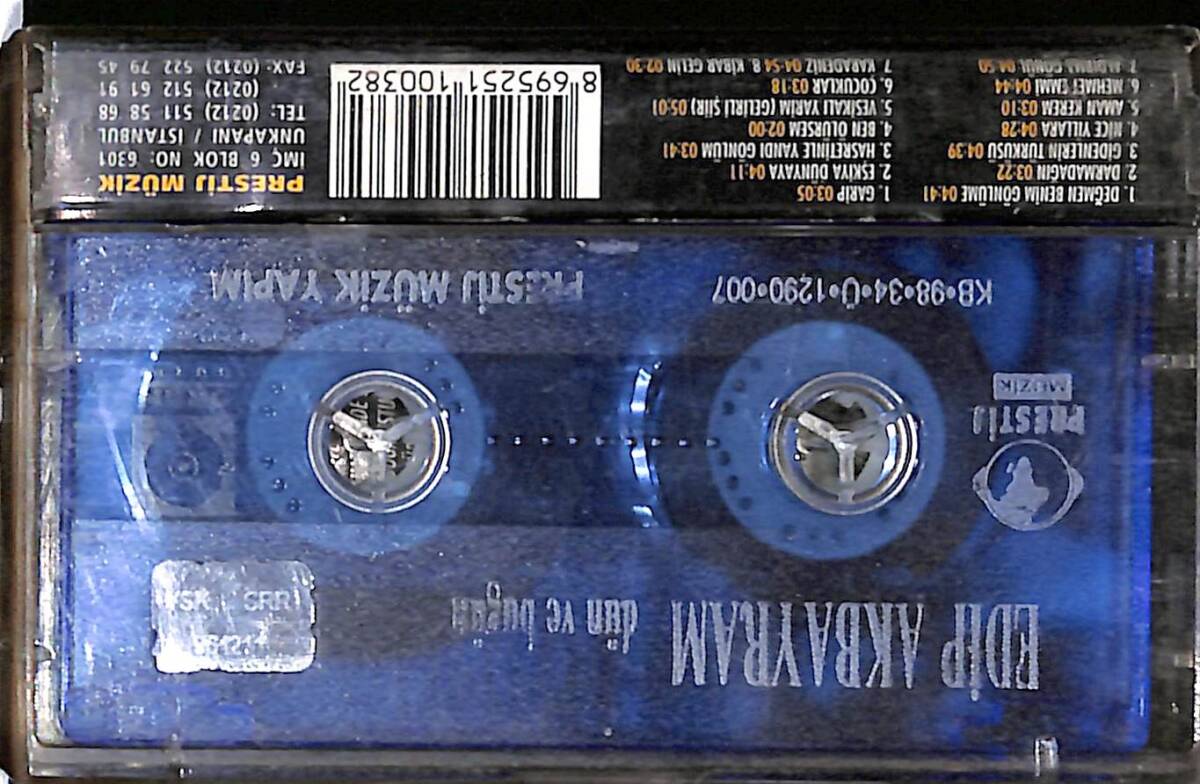 EDİP AKBAYRAM dün ve bugün
PRESTİJ
MÜZİK
KB•98•34•Ü•1290•007
PRESTİJ MÜZİK YAPIM
1. DEĞMEN BENİM GÖNLÜME 04:41
2. DARMADAĞIN 03:22
3. GİDENLERİN TÜRKÜSÜ 04:39
4. NİCE YILLARA 04:28
5. AMAN KEREM 03:10
6. MEHMET EMMİ 04:44
7. ALDIRMA GÖNÜL 04:50
1. GARİP 03:05
2. EŞKİYA DÜNYAYA 04:11
3. HASRETİNLE YANDI GÖNLÜM 03:41
4. BEN ÖLÜRSEM 02:00
5. VESİKALI YARİM (GELİRLİ ŞİİR) 05:01
6. ÇOCUKLAR 03:18
7 KARADENİZ 04:54 8. KİBAR GELİN 02:30
8 695251 100382
PRESTİJ MÜZİK
İMÇ 6 BLOK NO: 6301
UNKAPANI / İSTANBUL
TEL: (0212) 511 58 68
(0212) 512 61 91
FAX: (0212) 522 79 45